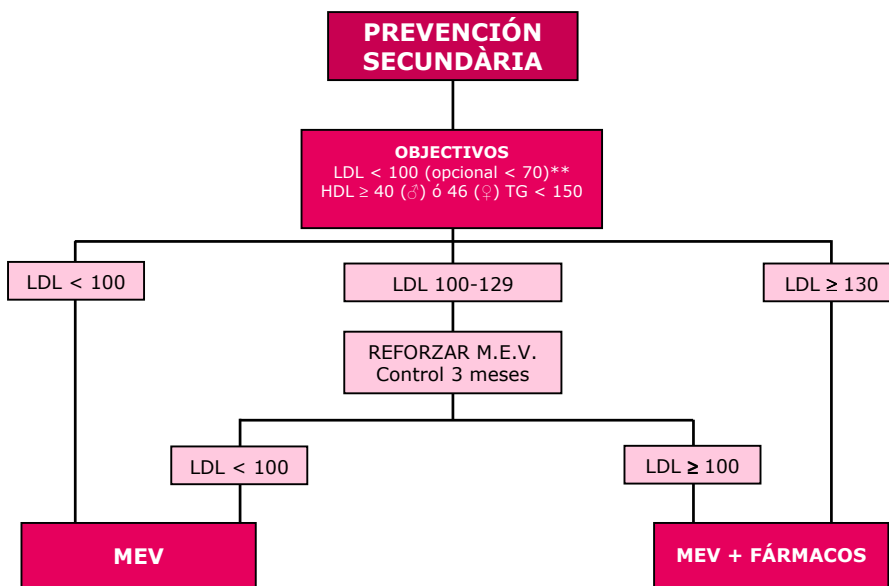 PREVENCIÓN
SECUNDÀRIA
OBJECTIVOS
LDL < 100 (opcional < 70)**
HDL ≥ 40 (♂) ó 46 (♀) TG < 150
LDL < 100
LDL 100-129
LDL ≥ 130
REFORZAR M.E.V.
Control 3 meses
LDL < 100
LDL ≥ 100
MEV
MEV + FÁRMACOS